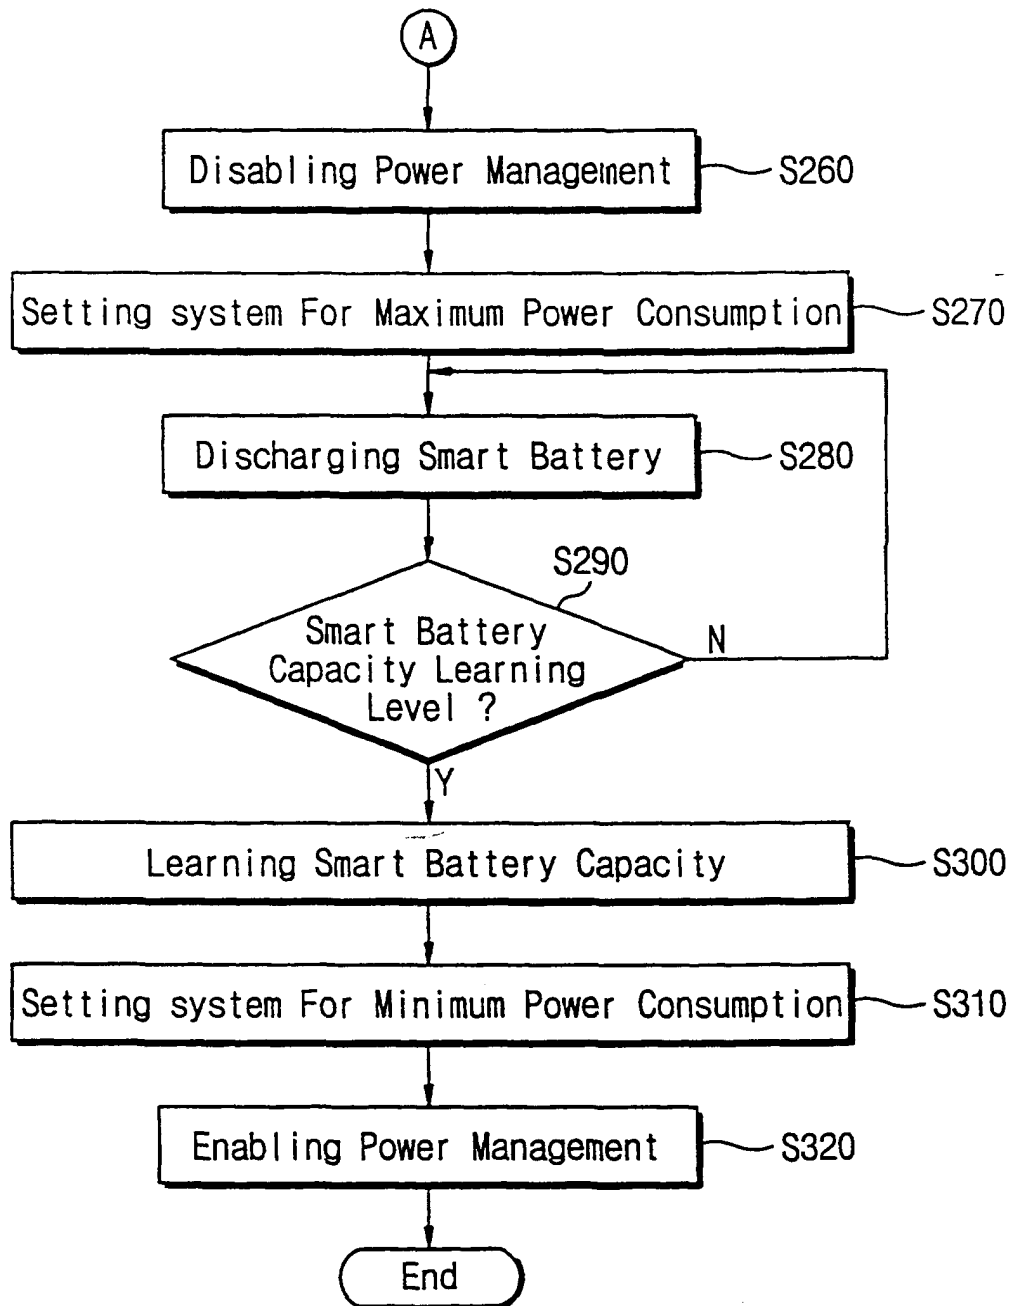 A
Disabling Power Management
S260
Setting system For Maximum Power Consumption
S270
Discharging Smart Battery
S280
S290
Smart Battery
Capacity Learning
Level ?
N
Y
Learning Smart Battery Capacity
S300
Setting system For Minimum Power Consumption
S310
Enabling Power Management
S320
End